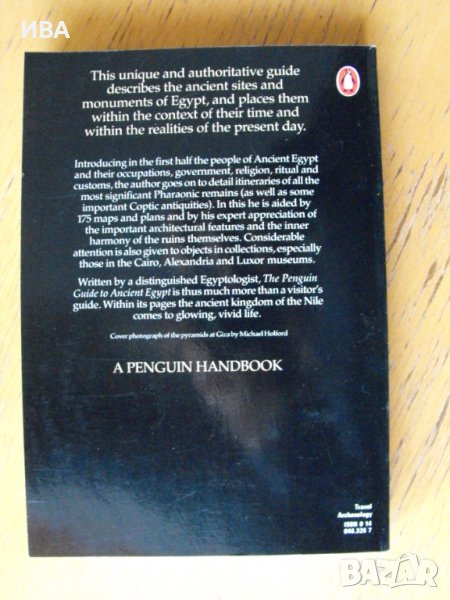 ИВА
This unique and authoritative guide
describes the ancient sites and
monuments of Egypt, and places them
within the context of their time and
within the realities of the present day.
Introducing in the first half the people of Ancient Egypt
and their occupations, government, religion, ritual and
customs, the author goes on to detail itineraries of all the
most significant Pharaonic remains (as well as some
important Coptic antiquities). In this he is aided by
175 maps and plans and by his expert appreciation of
the important architectural features and the inner
harmony of the ruins themselves. Considerable
attention is also given to objects in collections, especially
those in the Cairo, Alexandria and Luxor museums.
Written by a distinguished Egyptologist, The Penguin
Guide to Ancient Egypt is thus much more than a visitor's
guide. Within its pages the ancient kingdom of the Nile
comes to glowing, vivid life.
Cover photograph of the pyramids at Giza by Michael Holford
A PENGUIN HANDBOOK
Travel
Archaeology
ISBN 0 14
046.326 7
BAZAR